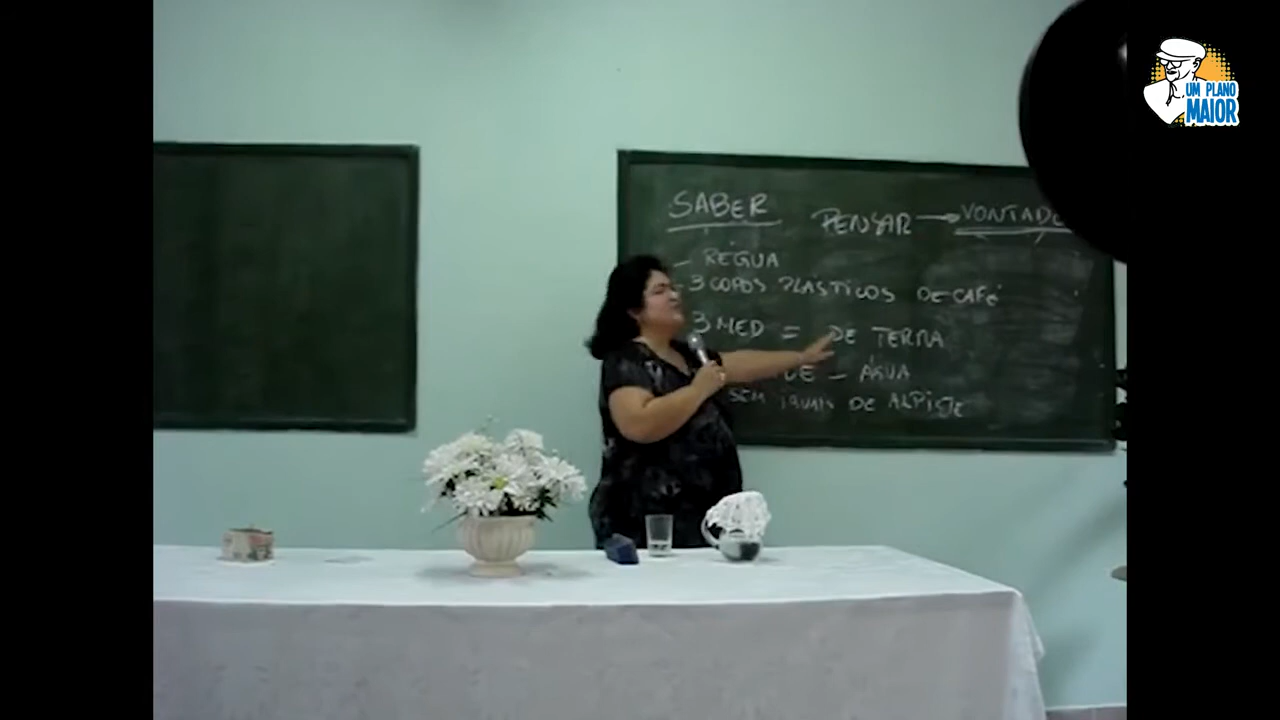 SABER
PENSAR → VONTADE
- RÉGUA
- 3 COPOS PLÁSTICOS DE CAFÉ
3 MED = DE TERRA
DE - ÁGUA
SEM IGUAIS DE ALPISTE
UM PLANO
MAIOR